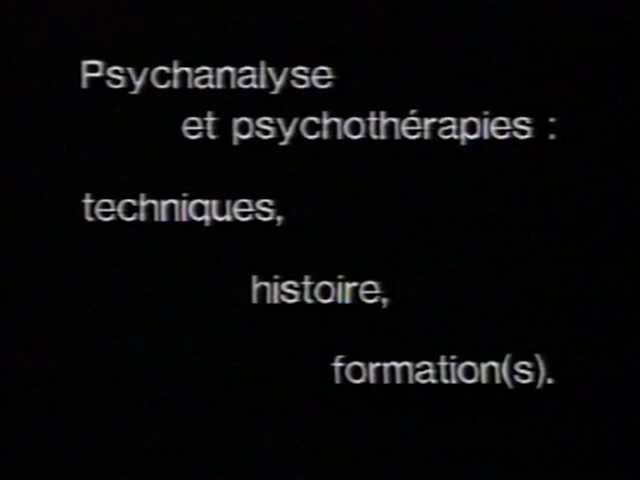 Psychanalyse
et psychothérapies :
techniques,
histoire,
formation(s).